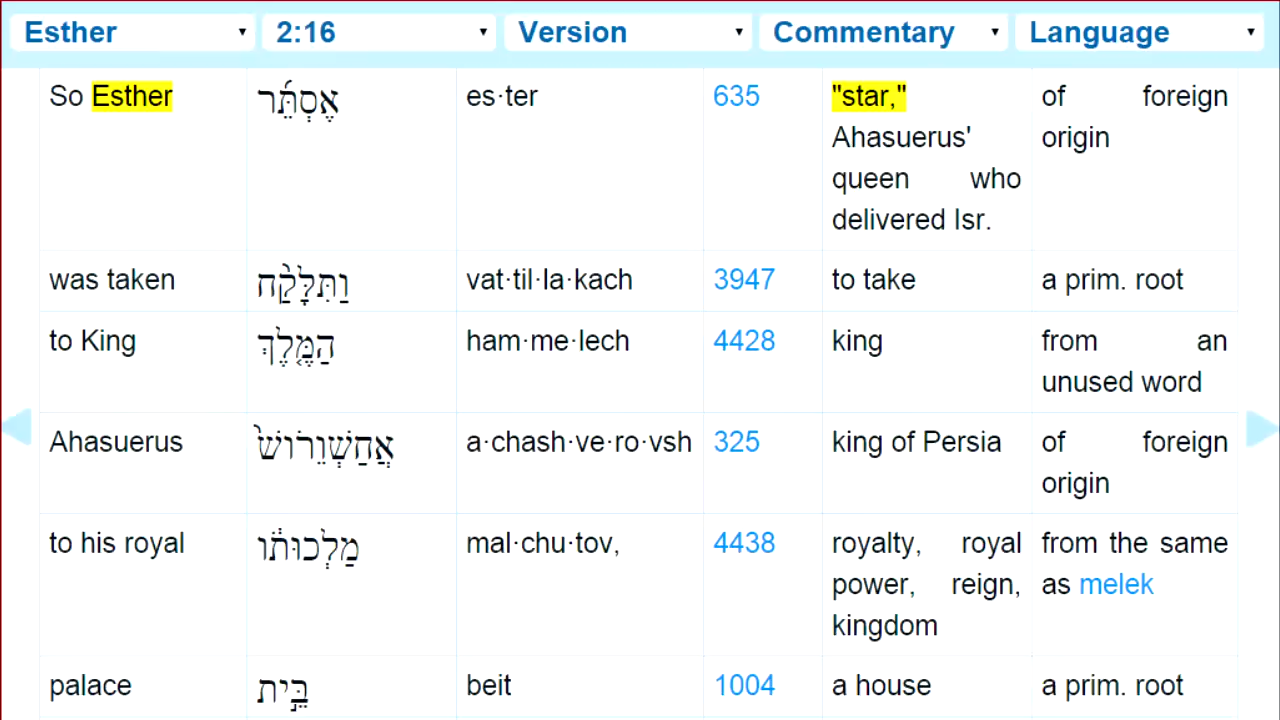 Esther 2:16 Version Commentary Language
So Esther אֶסְתֵּ֜ר es·ter 635 "star," of foreign
Ahasuerus' origin
queen who
delivered Isr.
was taken וַתִּלָּקַ֨ח vat·til·la·kach 3947 to take a prim. root
to King הַמֶּ֤לֶךְ ham·me·lech 4428 king from an
unused word
Ahasuerus אֲחַשְׁוֵרוֹשׁ֙ a·chash·ve·ro·vsh 325 king of Persia of foreign
origin
to his royal מַלְכוּת֔וֹ mal·chu·tov, 4438 royalty, royal from the same
power, reign, as melek
kingdom
palace בֵּ֣ית beit 1004 a house a prim. root